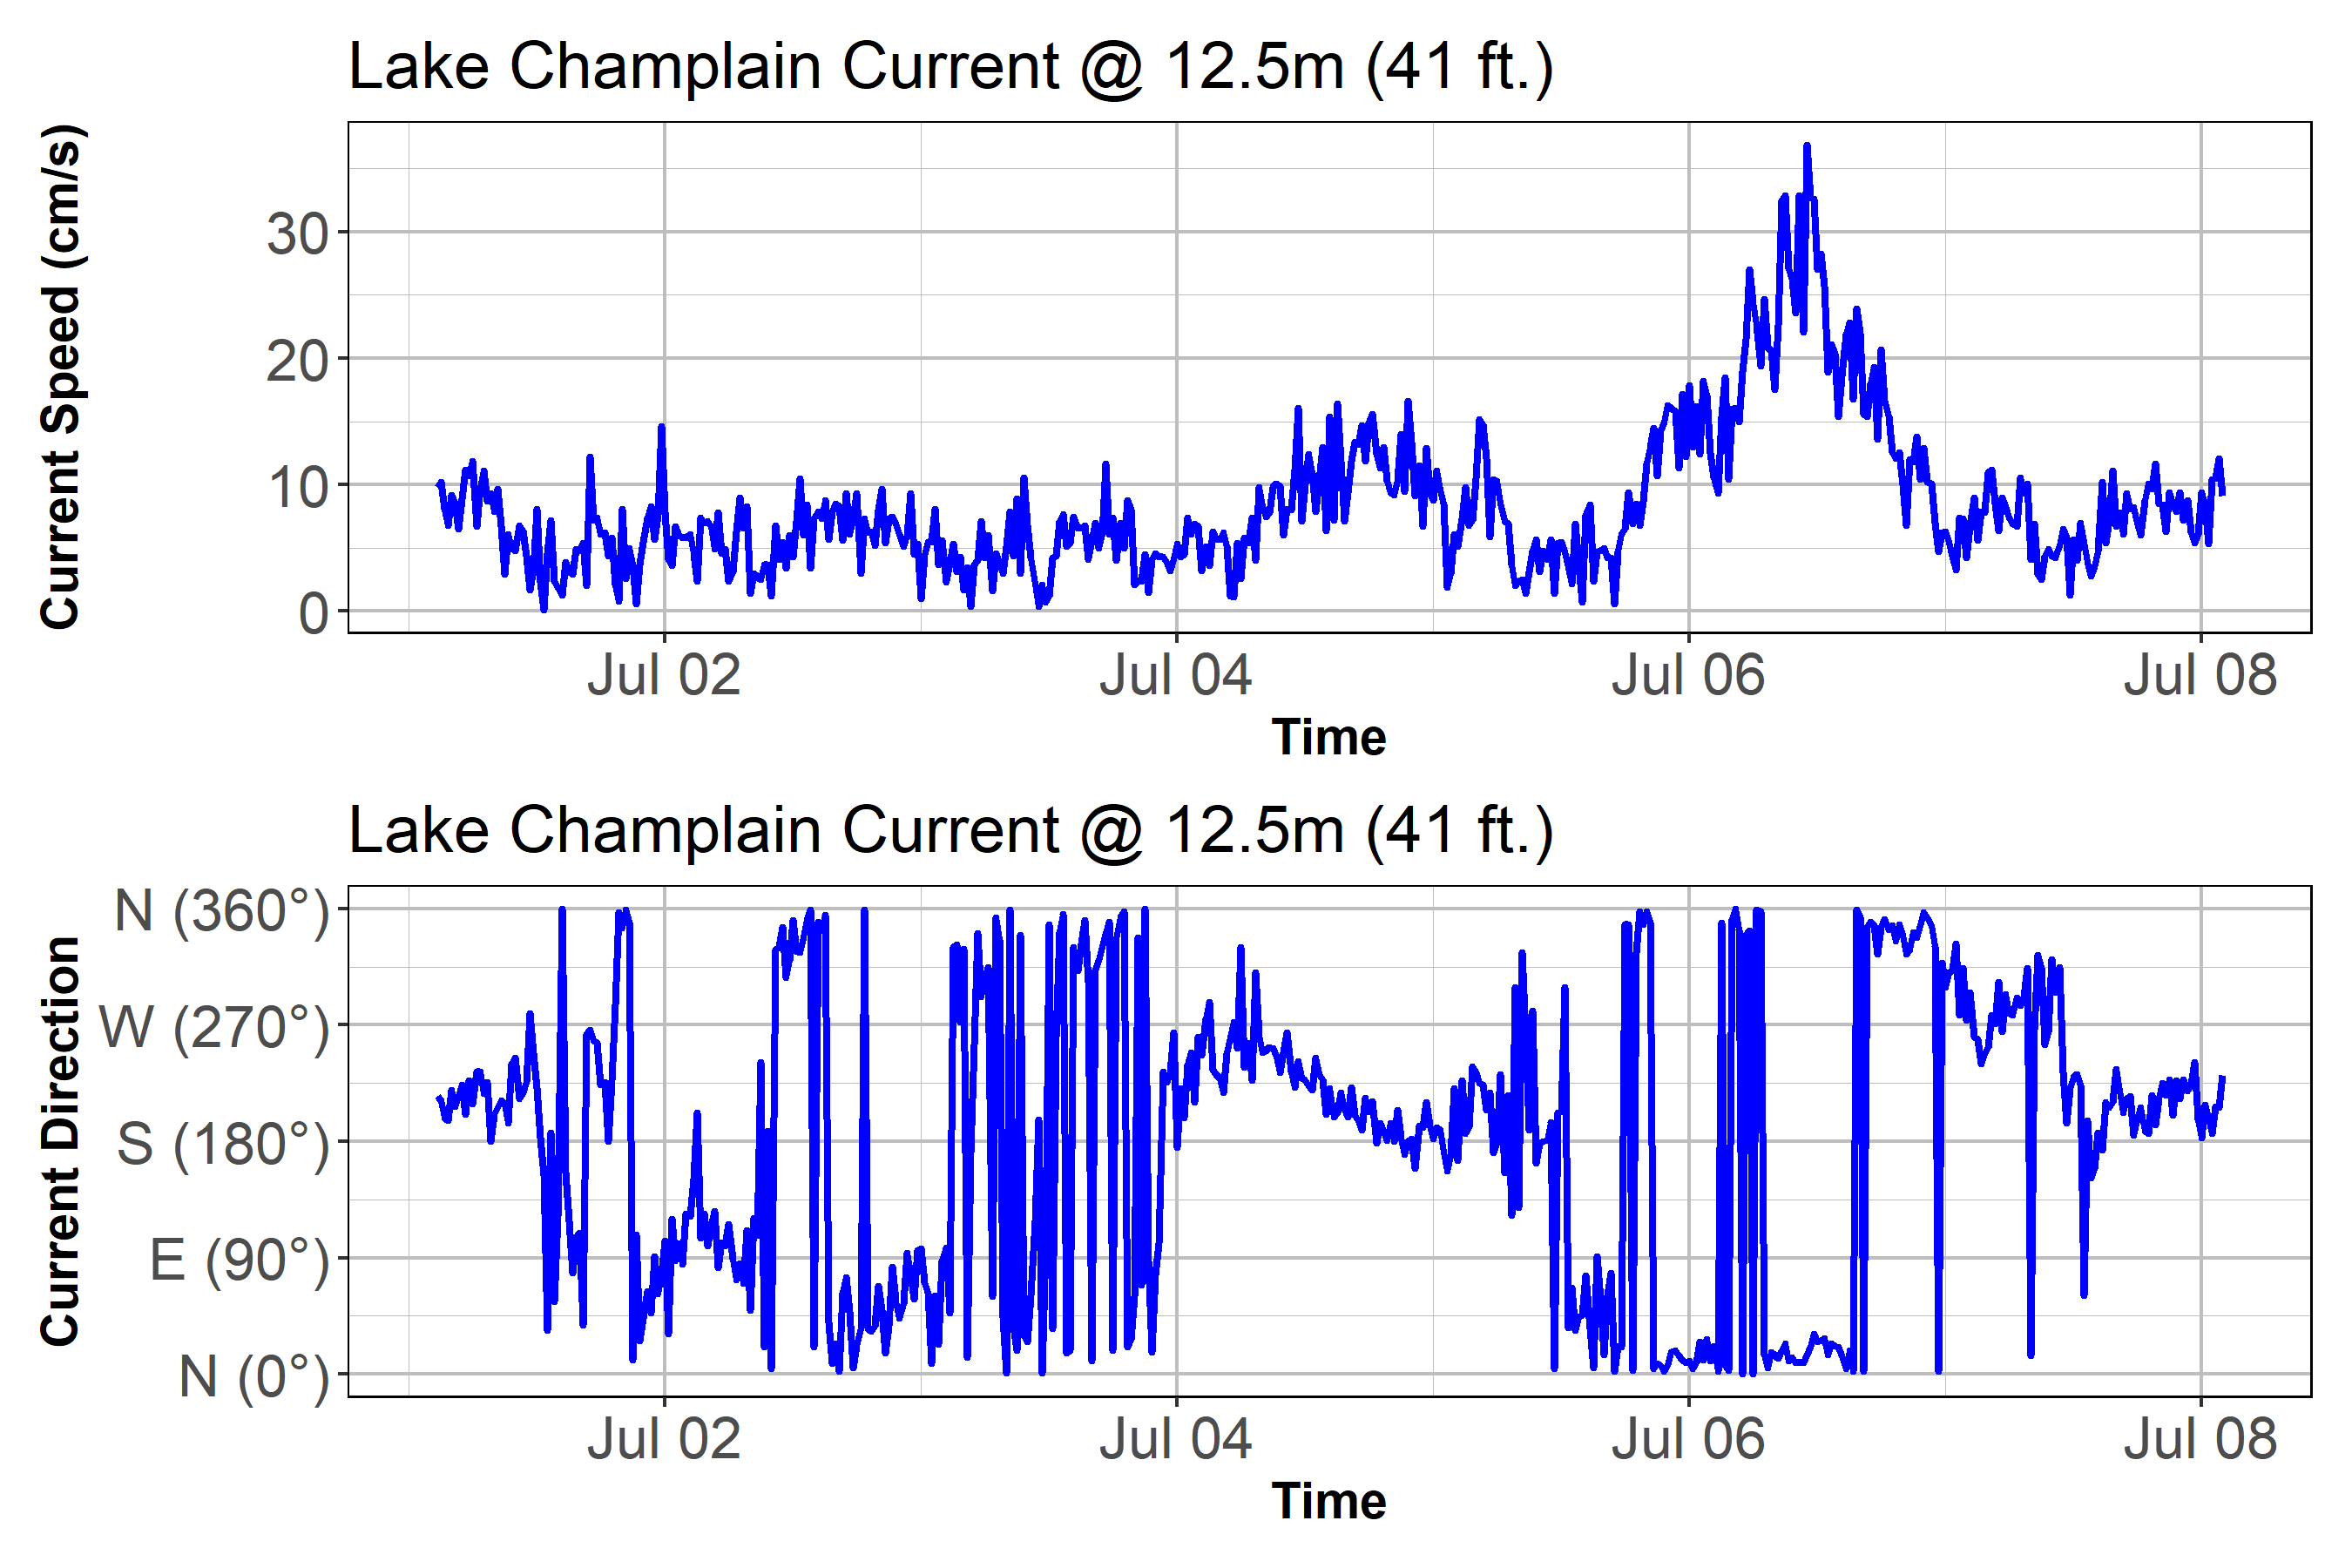 Lake Champlain Current @ 12.5m (41 ft.)
Current Speed (cm/s)
30
20
10
0
Jul 02 Jul 04 Jul 06 Jul 08
Time
Lake Champlain Current @ 12.5m (41 ft.)
Current Direction
N (360°)
W (270°)
S (180°)
E (90°)
N (0°)
Jul 02 Jul 04 Jul 06 Jul 08
Time